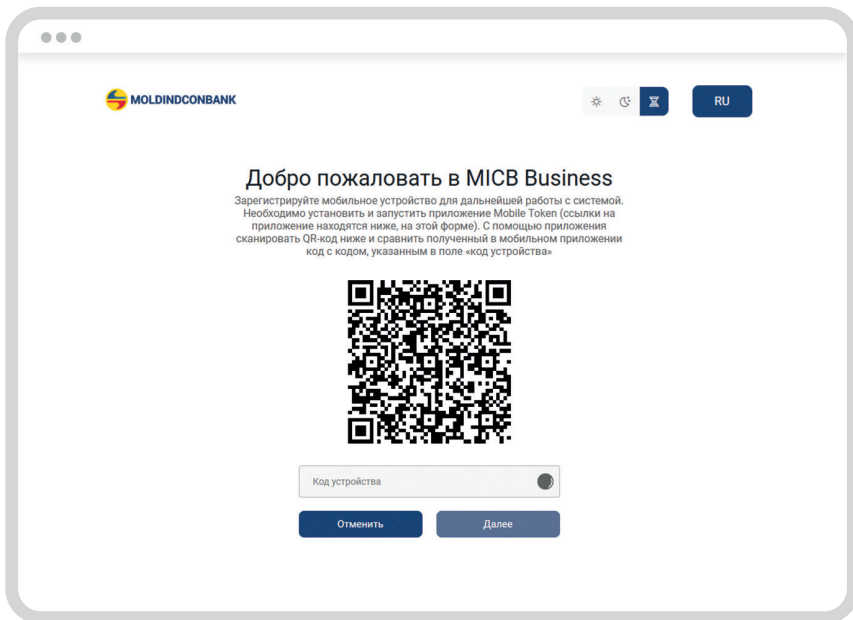 MOLDINDCONBANK
RU
Добро пожаловать в MICB Business
Зарегистрируйте мобильное устройство для дальнейшей работы с системой.
Необходимо установить и запустить приложение Mobile Token (ссылки на
приложение находятся ниже, на этой форме). С помощью приложения
сканировать QR-код ниже и сравнить полученный в мобильном приложении
код с кодом, указанным в поле «код устройства»
Код устройства
Отменить
Далее